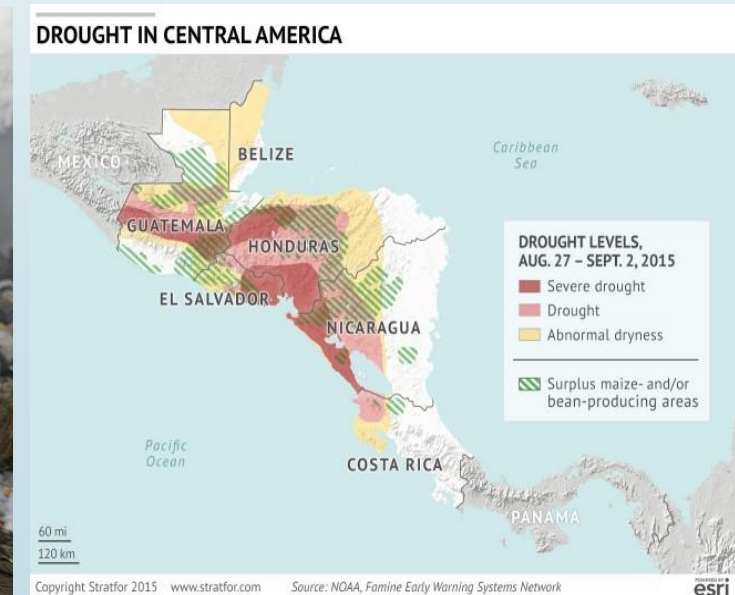 DROUGHT IN CENTRAL AMERICA
MEXICO
BELIZE
Caribbean
Sea
GUATEMALA
HONDURAS
DROUGHT LEVELS,
AUG. 27 – SEPT. 2, 2015
Severe drought
Drought
Abnormal dryness
Surplus maize- and/or
bean-producing areas
EL SALVADOR
NICARAGUA
Pacific
Ocean
COSTA RICA
PANAMA
60 mi
120 km
Copyright Stratfor 2015 www.stratfor.com Source: NOAA, Famine Early Warning Systems Network
POWERED BY
esri